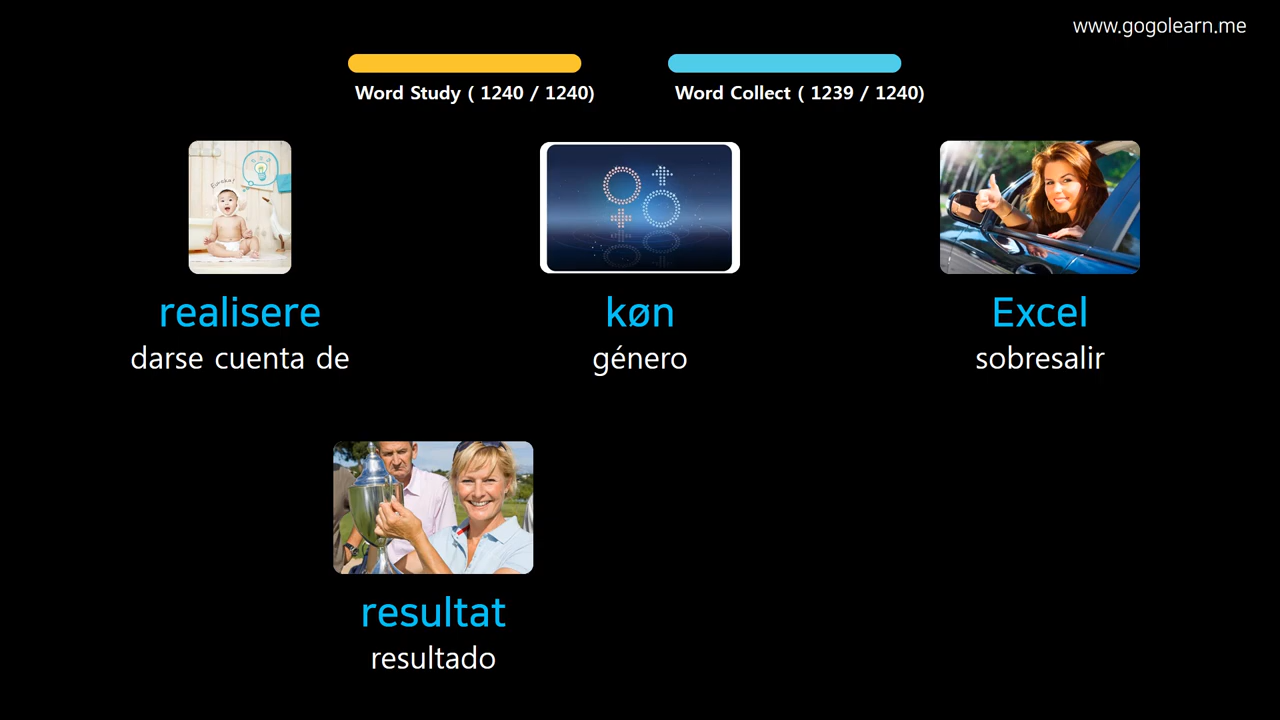 www.gogolearn.me
Word Study ( 1240 / 1240)
Word Collect ( 1239 / 1240)
Eureka!
realisere
darse cuenta de
køn
género
Excel
sobresalir
resultat
resultado